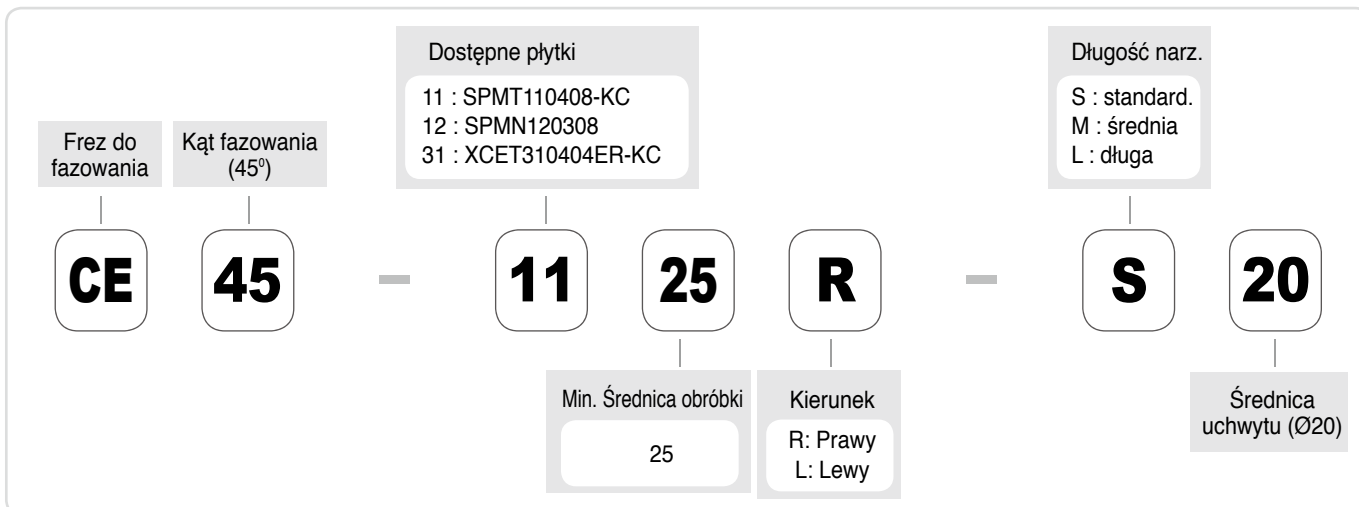 Dostępne płytki
11 : SPMT110408-KC
12 : SPMN120308
31 : XCET310404ER-KC
Długość narz.
S : standard.
M : średnia
L : długa
Frez do
fazowania
Kąt fazowania
(45⁰)
CE 45 - 11 25 R - S 20
Min. Średnica obróbki
25
Kierunek
R: Prawy
L: Lewy
Średnica
uchwytu (Ø20)